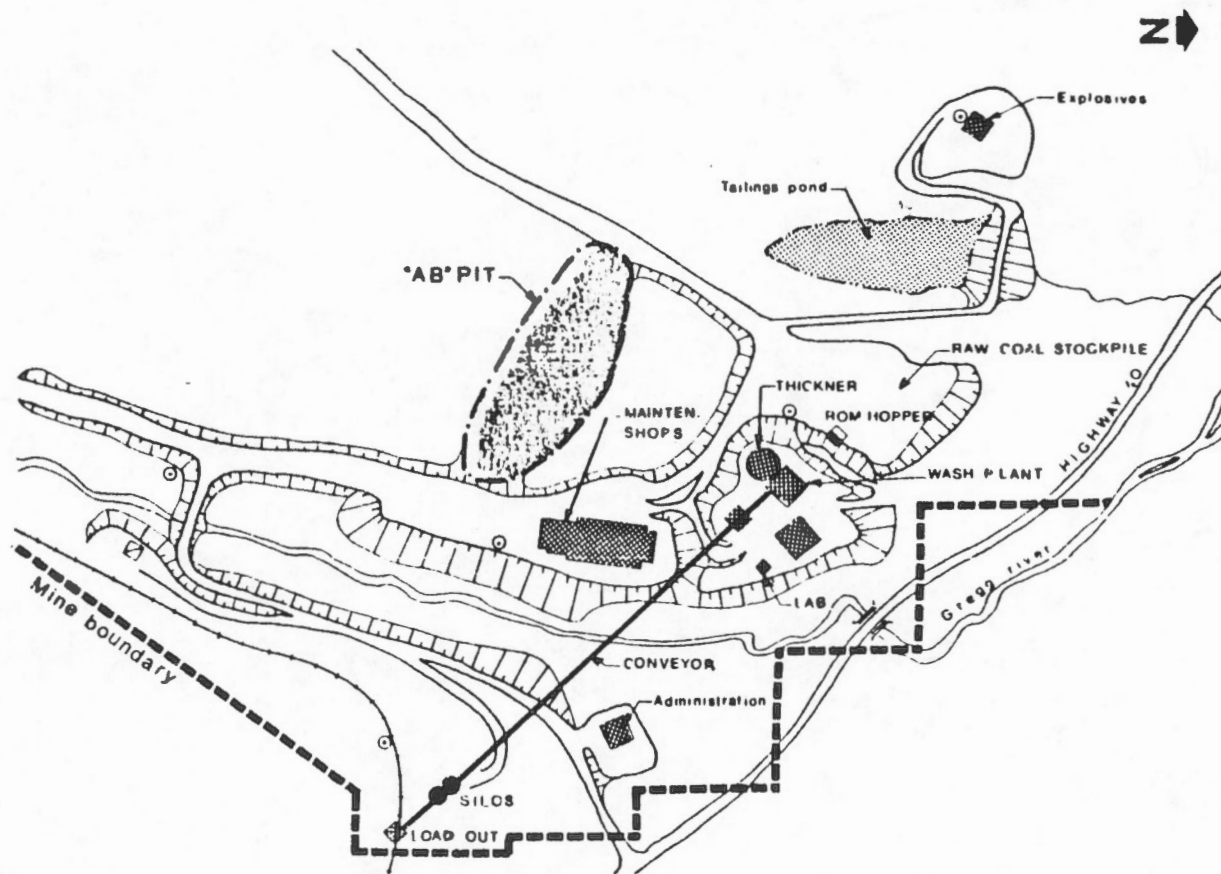 N
Explosives
Tailings pond
"AB" PIT
RAW COAL STOCKPILE
THICKNER
MAINTEN.
SHOPS
ROM HOPPER
HIGHWAY 40
WASH PLANT
Gregg river
LAB
Mine boundary
CONVEYOR
Administration
SILOS
LOAD OUT